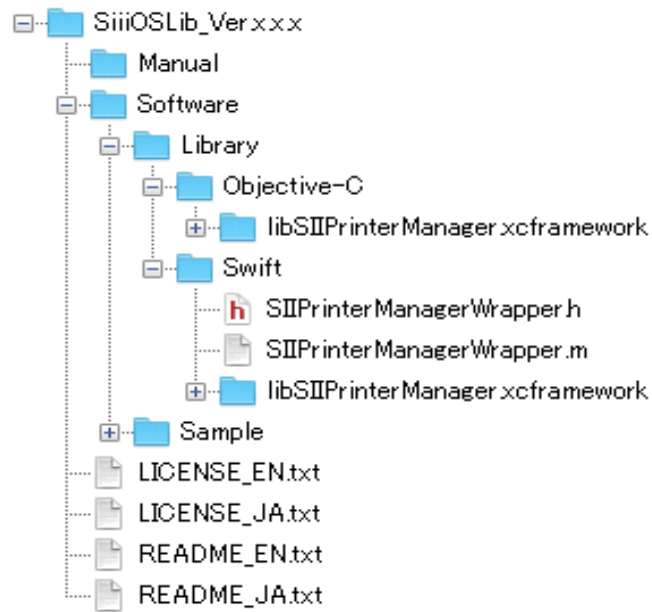 SiiiOSLib_Verx.x.x
Manual
Software
Library
Objective-C
libSIIPrinterManager.xcframework
Swift
h SIIPrinterManagerWrapper.h
SIIPrinterManagerWrapper.m
libSIIPrinterManager.xcframework
Sample
LICENSE_EN.txt
LICENSE_JA.txt
README_EN.txt
README_JA.txt